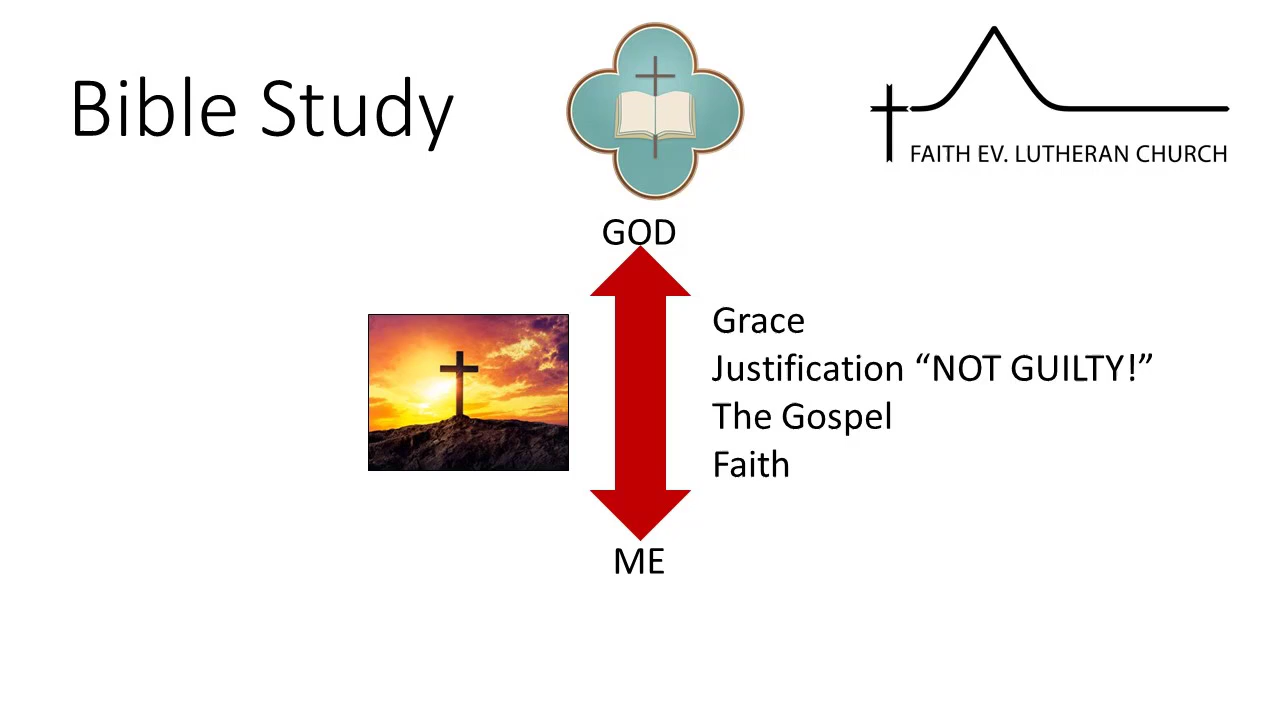 Bible Study
FAITH EV. LUTHERAN CHURCH
GOD
Grace
Justification “NOT GUILTY!”
The Gospel
Faith
ME